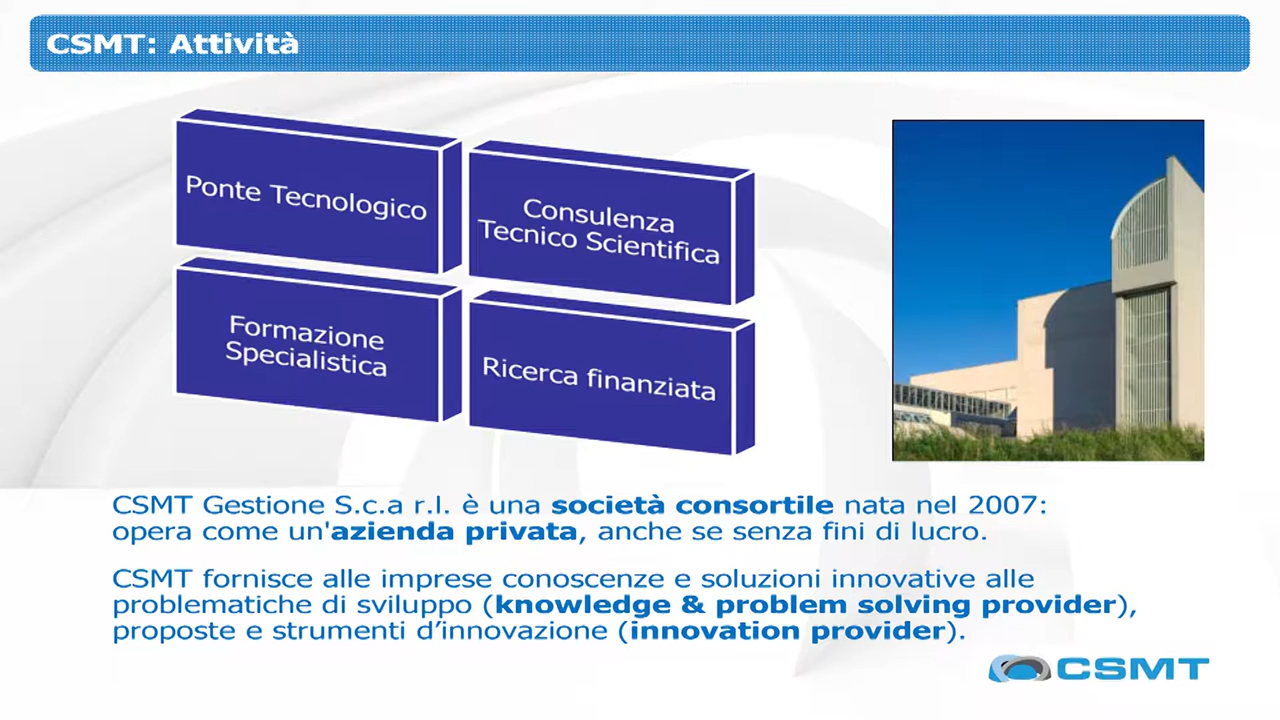 CSMT: Attività
Ponte Tecnologico
Consulenza
Tecnico Scientifica
Formazione
Specialistica
Ricerca finanziata
CSMT Gestione S.c.a r.l. è una società consortile nata nel 2007:
opera come un'azienda privata, anche se senza fini di lucro.
CSMT fornisce alle imprese conoscenze e soluzioni innovative alle
problematiche di sviluppo (knowledge & problem solving provider),
proposte e strumenti d’innovazione (innovation provider).
CSMT